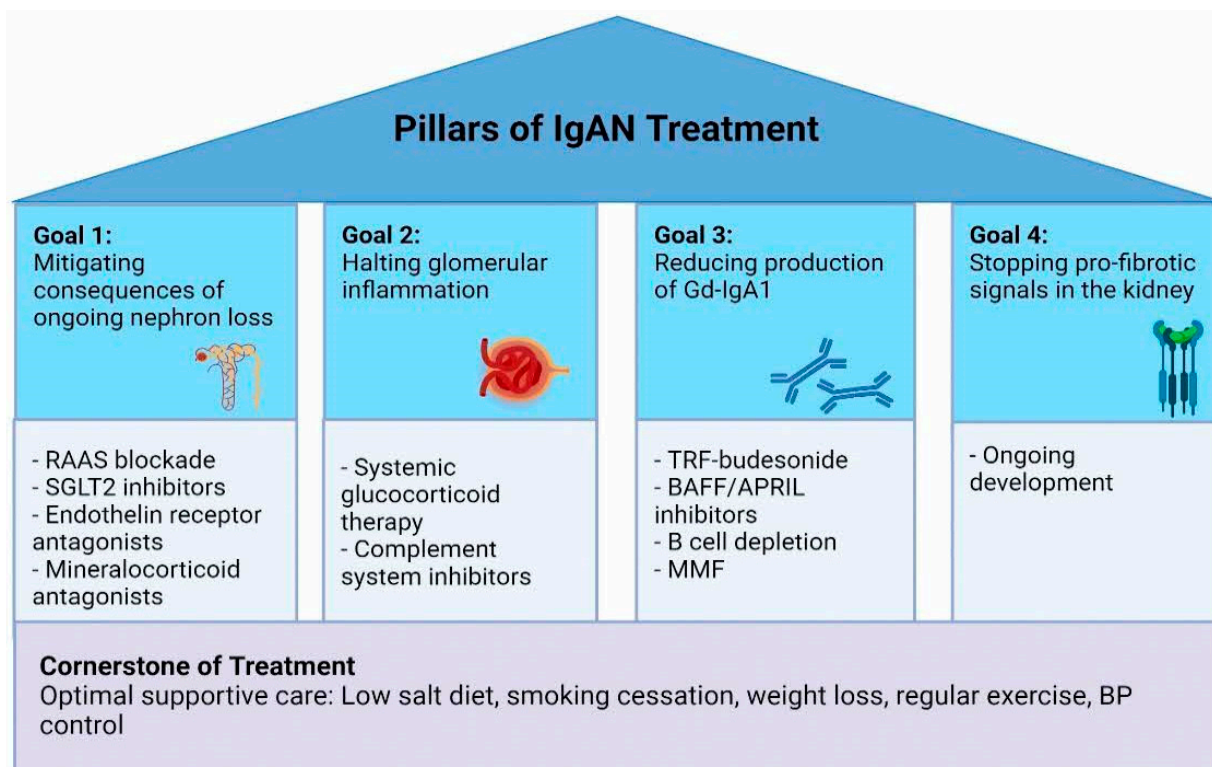 Pillars of IgAN Treatment
Goal 1:
Mitigating
consequences of
ongoing nephron loss
- RAAS blockade
- SGLT2 inhibitors
- Endothelin receptor
antagonists
- Mineralocorticoid
antagonists
Goal 2:
Halting glomerular
inflammation
- Systemic
glucocorticoid
therapy
- Complement
system inhibitors
Goal 3:
Reducing production
of Gd-IgA1
- TRF-budesonide
- BAFF/APRIL
inhibitors
- B cell depletion
- MMF
Goal 4:
Stopping pro-fibrotic
signals in the kidney
- Ongoing
development
Cornerstone of Treatment
Optimal supportive care: Low salt diet, smoking cessation, weight loss, regular exercise, BP
control